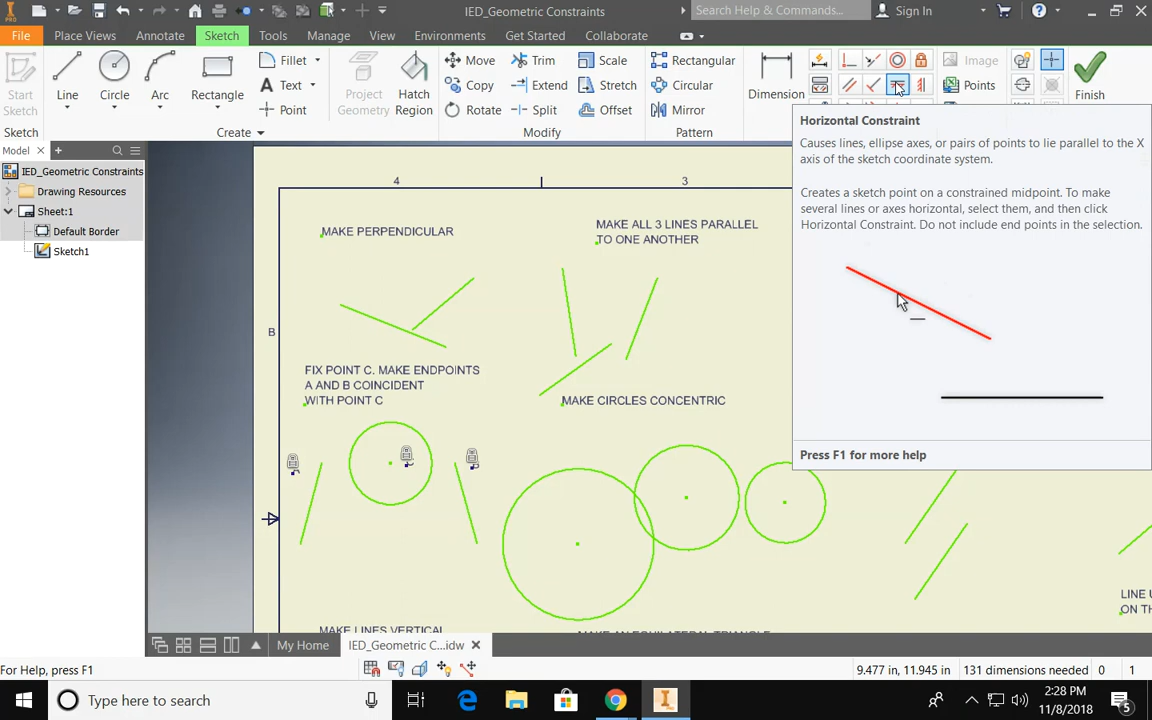 IED_Geometric Constraints
Search Help & Commands...
Sign In
PRO
File
Place Views
Annotate
Sketch
Tools
Manage
View
Environments
Get Started
Collaborate
Start
Sketch
Line
Circle
Arc
Rectangle
Fillet
Text
Point
Project
Geometry
Hatch
Region
Move
Copy
Rotate
Trim
Extend
Split
Scale
Stretch
Offset
Rectangular
Circular
Mirror
Dimension
Image
Points
Finish
Sketch
Create
Modify
Pattern
Model
IED_Geometric Constraints
Drawing Resources
Sheet:1
Default Border
Sketch1
4
3
B
MAKE PERPENDICULAR
MAKE ALL 3 LINES PARALLEL
TO ONE ANOTHER
FIX POINT C. MAKE ENDPOINTS
A AND B COINCIDENT
WITH POINT C
MAKE CIRCLES CONCENTRIC
MAKE LINES VERTICAL
MAKE AN EQUILATERAL TRIANGLE
LINE
ON TH
Horizontal Constraint
Causes lines, ellipse axes, or pairs of points to lie parallel to the X
axis of the sketch coordinate system.
Creates a sketch point on a constrained midpoint. To make
several lines or axes horizontal, select them, and then click
Horizontal Constraint. Do not include end points in the selection.
Press F1 for more help
My Home
IED_Geometric C...idw
For Help, press F1
9.477 in, 11.945 in
131 dimensions needed
0
1
Type here to search
2:28 PM
11/8/2018
5